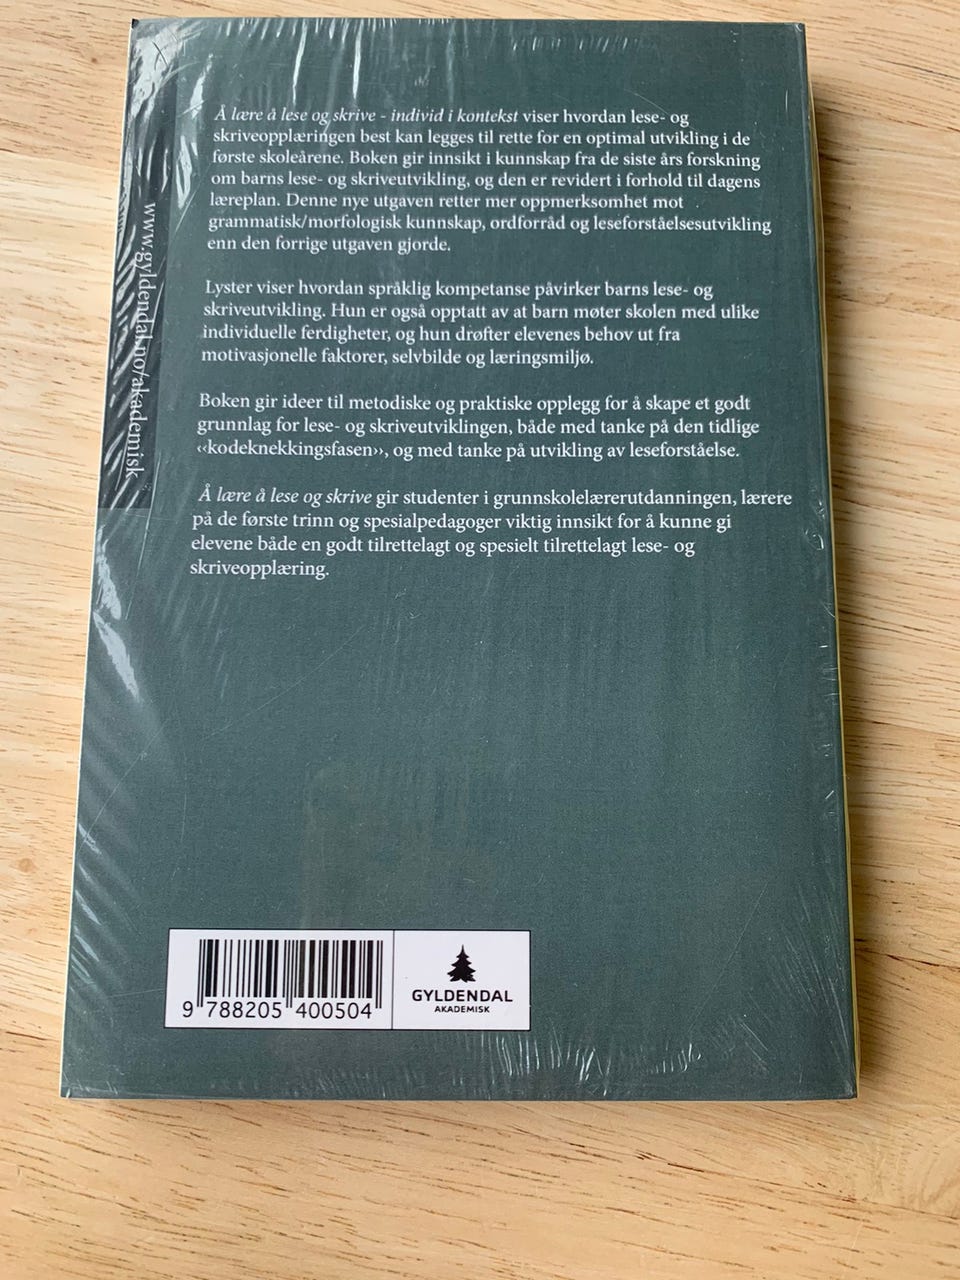 Å lære å lese og skrive - individ i kontekst viser hvordan lese- og
skriveopplæringen best kan legges til rette for en optimal utvikling i de
første skoleårene. Boken gir innsikt i kunnskap fra de siste års forskning
om barns lese- og skriveutvikling, og den er revidert i forhold til dagens
læreplan. Denne nye utgaven retter mer oppmerksomhet mot
grammatisk/morfologisk kunnskap, ordforråd og leseforståelsesutvikling
enn den forrige utgaven gjorde.
Lyster viser hvordan språklig kompetanse påvirker barns lese- og
skriveutvikling. Hun er også opptatt av at barn møter skolen med ulike
individuelle ferdigheter, og hun drøfter elevenes behov ut fra
motivasjonelle faktorer, selvbilde og læringsmiljø.
Boken gir ideer til metodiske og praktiske opplegg for å skape et godt
grunnlag for lese- og skriveutviklingen, både med tanke på den tidlige
‹‹kodeknekkingsfasen››, og med tanke på utvikling av leseforståelse.
Å lære å lese og skrive gir studenter i grunnskolelærerutdanningen, lærere
på de første trinn og spesialpedagoger viktig innsikt for å kunne gi
elevene både en godt tilrettelagt og spesielt tilrettelagt lese- og
skriveopplæring.
www.gyldendal.no/akademisk
9 788205 400504
GYLDENDAL
AKADEMISK